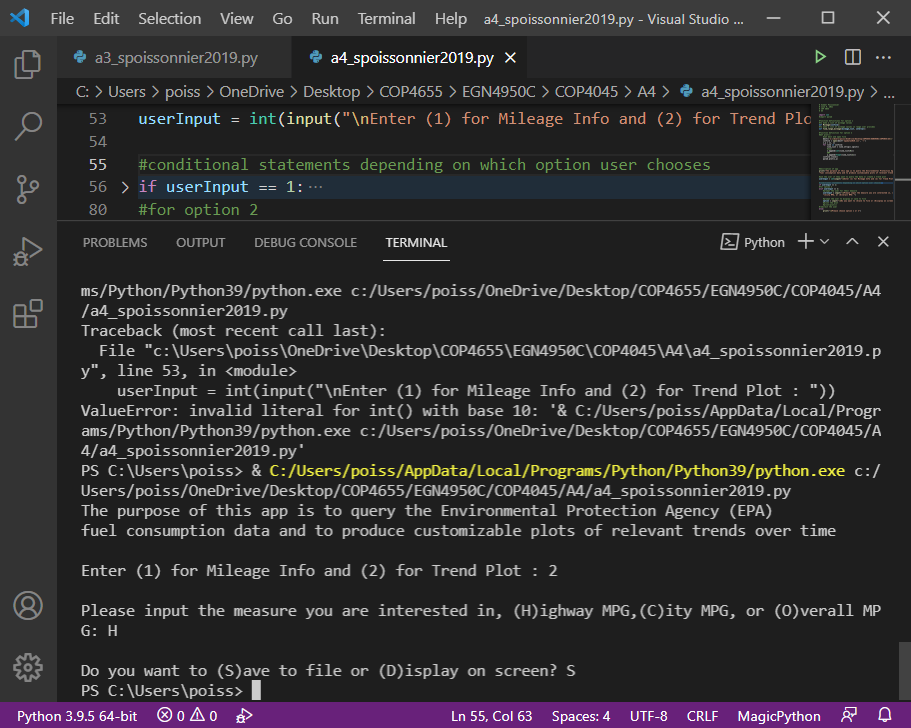 File Edit Selection View Go Run Terminal Help a4_spoissonnier2019.py - Visual Studio ...
a3_spoissonnier2019.py a4_spoissonnier2019.py
C: > Users > poiss > OneDrive > Desktop > COP4655 > EGN4950C > COP4045 > A4 > a4_spoissonnier2019.py > ...
53 userInput = int(input("\nEnter (1) for Mileage Info and (2) for Trend Plo
54
55 #conditional statements depending on which option user chooses
56 > if userInput == 1:···
80 #for option 2
PROBLEMS OUTPUT DEBUG CONSOLE TERMINAL Python
ms/Python/Python39/python.exe c:/Users/poiss/OneDrive/Desktop/COP4655/EGN4950C/COP4045/A4
/a4_spoissonnier2019.py
Traceback (most recent call last):
File "c:\Users\poiss\OneDrive\Desktop\COP4655\EGN4950C\COP4045\A4\a4_spoissonnier2019.p
y", line 53, in <module>
userInput = int(input("\nEnter (1) for Mileage Info and (2) for Trend Plot : "))
ValueError: invalid literal for int() with base 10: '& C:/Users/poiss/AppData/Local/Progr
ams/Python/Python39/python.exe c:/Users/poiss/OneDrive/Desktop/COP4655/EGN4950C/COP4045/A
4/a4_spoissonnier2019.py'
PS C:\Users\poiss> & C:/Users/poiss/AppData/Local/Programs/Python/Python39/python.exe c:/
Users/poiss/OneDrive/Desktop/COP4655/EGN4950C/COP4045/A4/a4_spoissonnier2019.py
The purpose of this app is to query the Environmental Protection Agency (EPA)
fuel consumption data and to produce customizable plots of relevant trends over time
Enter (1) for Mileage Info and (2) for Trend Plot : 2
Please input the measure you are interested in, (H)ighway MPG,(C)ity MPG, or (O)verall MP
G: H
Do you want to (S)ave to file or (D)isplay on screen? S
PS C:\Users\poiss>
Python 3.9.5 64-bit 0 0 Ln 55, Col 63 Spaces: 4 UTF-8 CRLF MagicPython